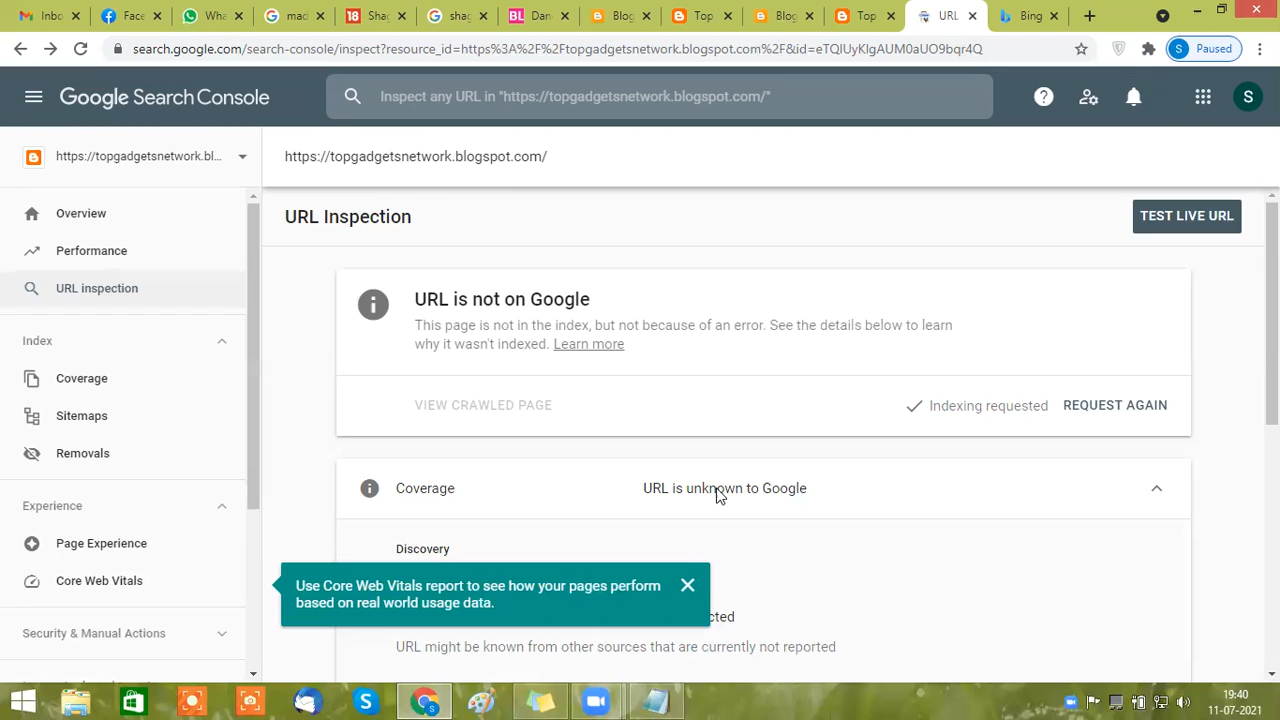 Inbo
Face
Wha
mad
Shag
shag
Dan
Blog
Top
Blog
Top
URL
Bing
search.google.com/search-console/inspect?resource_id=https%3A%2F%2Ftopgadgetsnetwork.blogspot.com%2F&id=eTQIUyKlgAUM0aUO9bqr4Q
S Paused
Google Search Console
Inspect any URL in "https://topgadgetsnetwork.blogspot.com/"
S
https://topgadgetsnetwork.bl...
https://topgadgetsnetwork.blogspot.com/
Overview
Performance
URL inspection
Index
Coverage
Sitemaps
Removals
Experience
Page Experience
Core Web Vitals
Security & Manual Actions
URL Inspection
TEST LIVE URL
URL is not on Google
This page is not in the index, but not because of an error. See the details below to learn
why it wasn't indexed. Learn more
VIEW CRAWLED PAGE
Indexing requested
REQUEST AGAIN
Coverage
URL is unknown to Google
Discovery
Use Core Web Vitals report to see how your pages perform
based on real world usage data.
cted
URL might be known from other sources that are currently not reported
19:40
11-07-2021